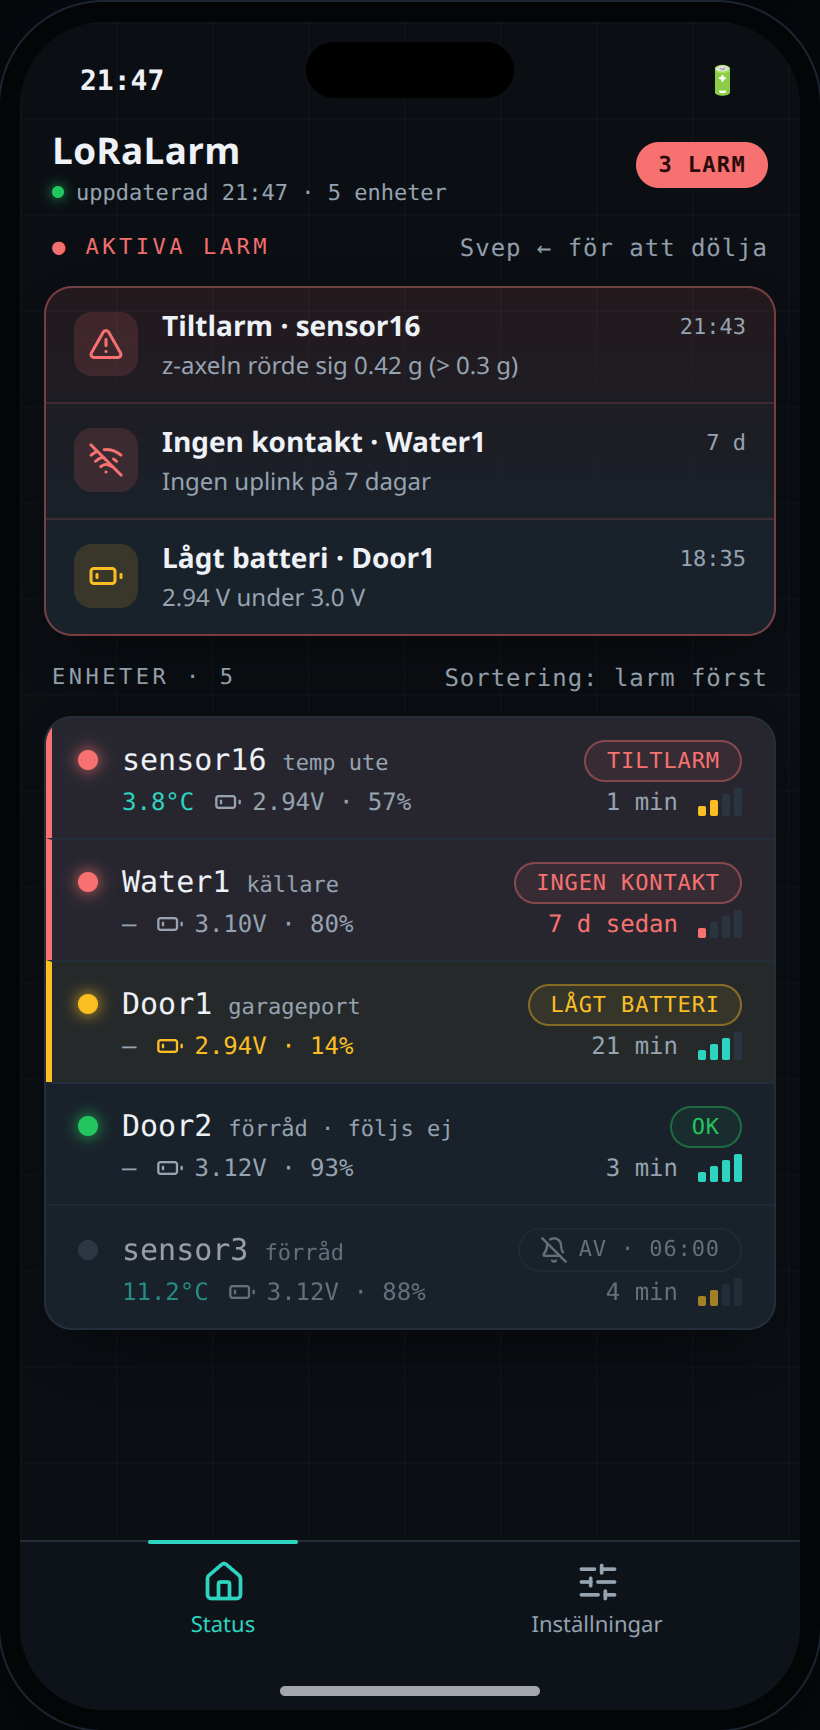 21:47
LoRaLarm
3 LARM
uppdaterad 21:47 · 5 enheter
AKTIVA LARM
Svep ← för att dölja
Tiltlarm · sensor16
21:43
z-axeln rörde sig 0.42 g (> 0.3 g)
Ingen kontakt · Water1
7 d
Ingen uplink på 7 dagar
Lågt batteri · Door1
18:35
2.94 V under 3.0 V
ENHETER · 5
Sortering: larm först
sensor16 temp ute
TILTLARM
3.8°C 2.94V · 57%
1 min
Water1 källare
INGEN KONTAKT
— 3.10V · 80%
7 d sedan
Door1 garageport
LÅGT BATTERI
— 2.94V · 14%
21 min
Door2 förråd · följs ej
OK
— 3.12V · 93%
3 min
sensor3 förråd
AV · 06:00
11.2°C 3.12V · 88%
4 min
Status
Inställningar